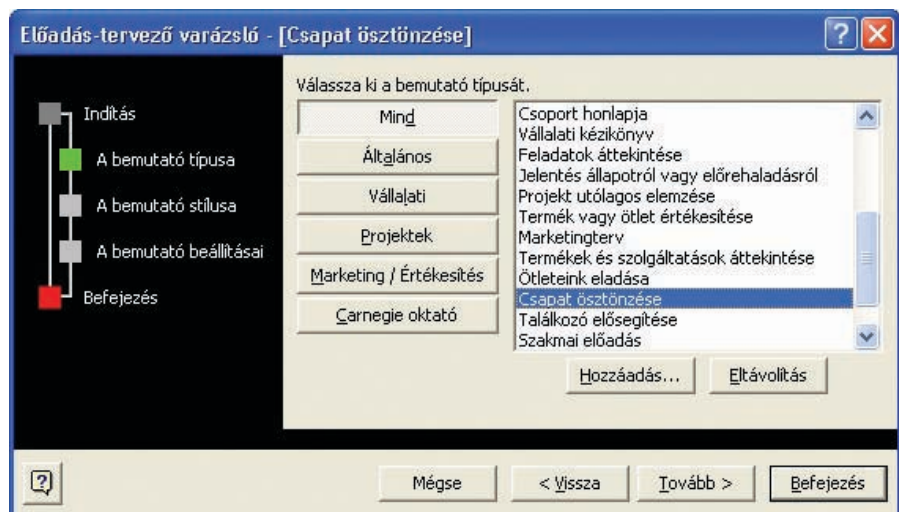 Előadás-tervező varázsló - [Csapat ösztönzése]
Indítás
A bemutató típusa
A bemutató stílusa
A bemutató beállításai
Befejezés
Válassza ki a bemutató típusát.
Mind
Általános
Vállalati
Projektek
Marketing / Értékesítés
Carnegie oktató
Csoport honlapja
Vállalati kézikönyv
Feladatok áttekintése
Jelentés állapotról vagy előrehaladásról
Projekt utólagos elemzése
Termék vagy ötlet értékesítése
Marketingterv
Termékek és szolgáltatások áttekintése
Ötleteink eladása
Csapat ösztönzése
Találkozó elősegítése
Szakmai előadás
Hozzáadás...
Eltávolítás
Mégse
< Vissza
Tovább >
Befejezés